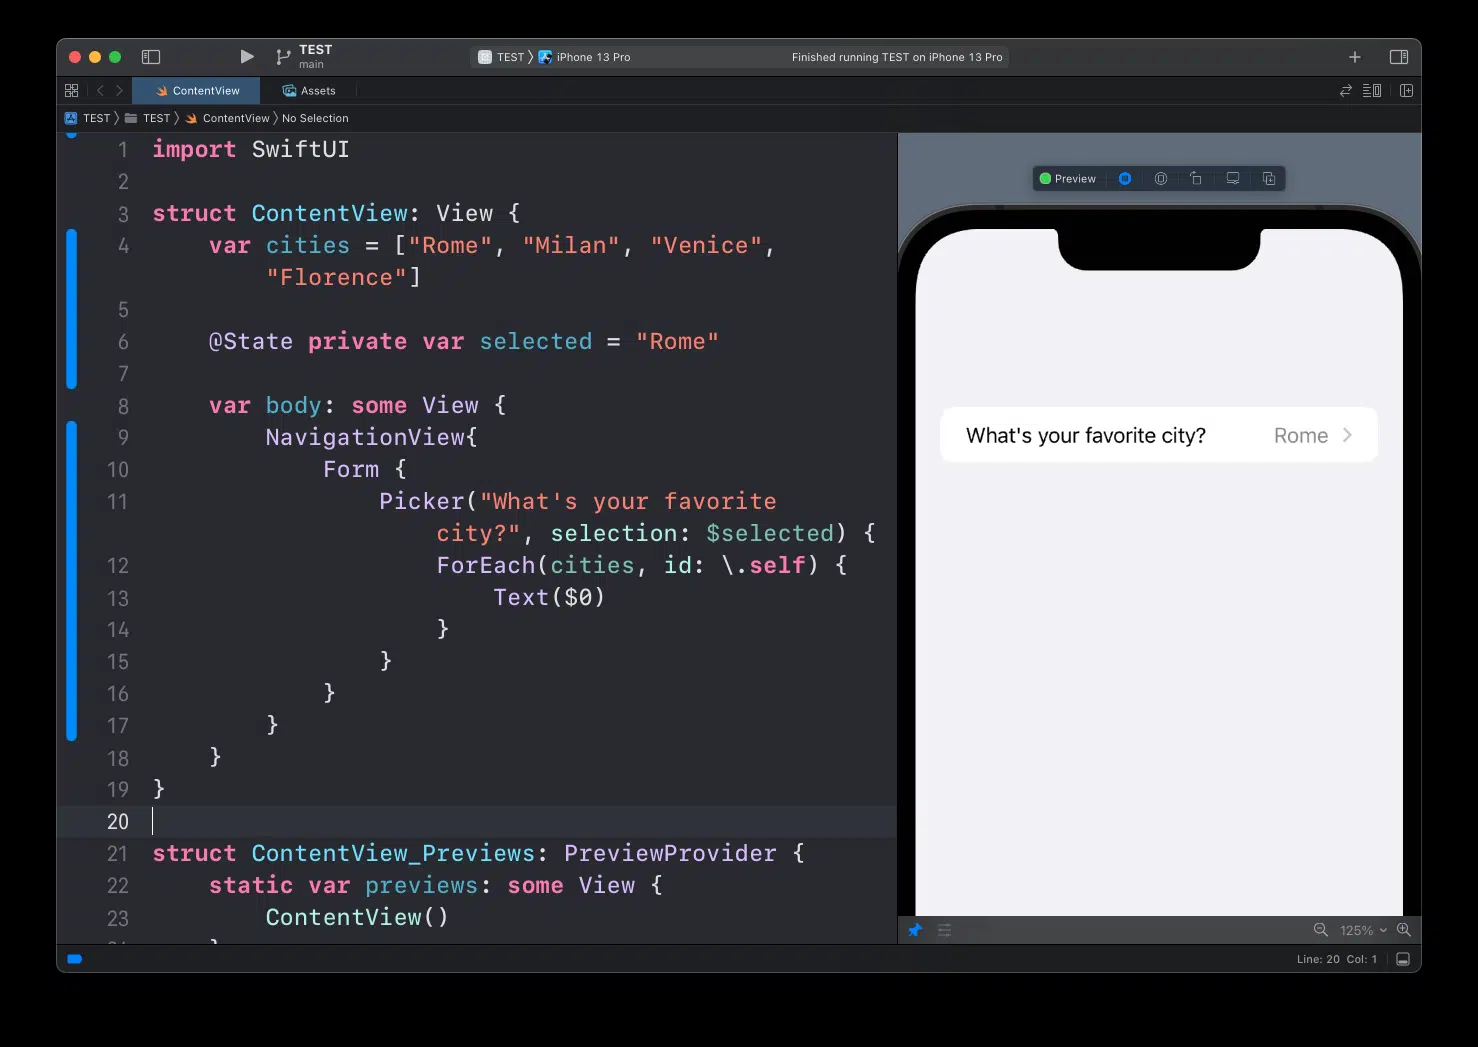 TEST
main
TEST 〉 iPhone 13 Pro
Finished running TEST on iPhone 13 Pro
ContentView
Assets
TEST 〉 TEST 〉 ContentView 〉 No Selection
1 import SwiftUI
2
3 struct ContentView: View {
4 var cities = ["Rome", "Milan", "Venice",
"Florence"]
5
6 @State private var selected = "Rome"
7
8 var body: some View {
9 NavigationView{
10 Form {
11 Picker("What's your favorite
city?", selection: $selected) {
12 ForEach(cities, id: \.self) {
13 Text($0)
14 }
15 }
16 }
17 }
18 }
19 }
20
21 struct ContentView_Previews: PreviewProvider {
22 static var previews: some View {
23 ContentView()
Preview
What's your favorite city? Rome
125%
Line: 20 Col: 1